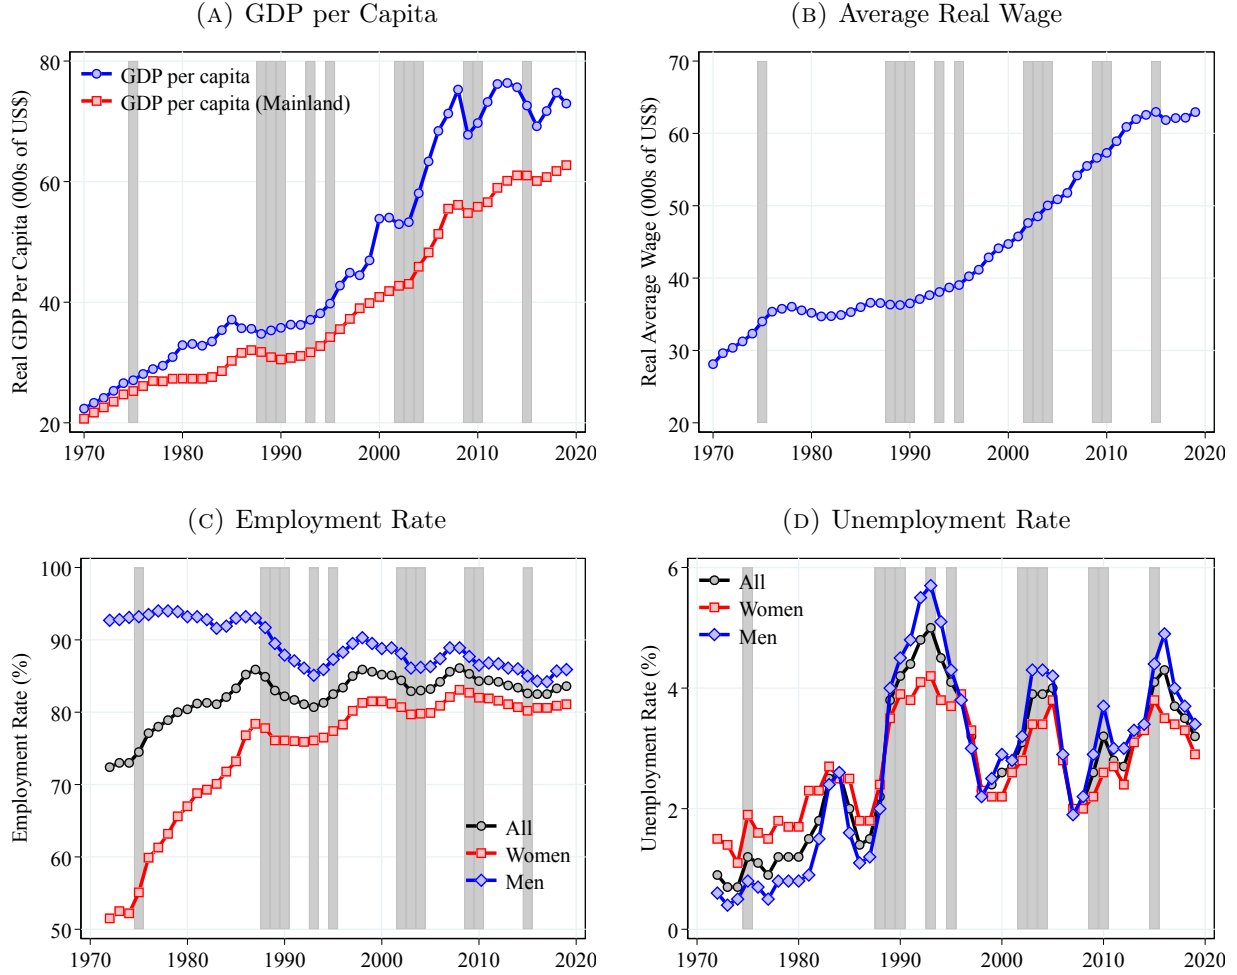 (A) GDP per Capita
80
60
40
20
Real GDP Per Capita (000s of US$)
GDP per capita
GDP per capita (Mainland)
1970 1980 1990 2000 2010 2020
(B) Average Real Wage
70
60
50
40
30
20
Real Average Wage (000s of US$)
1970 1980 1990 2000 2010 2020
(C) Employment Rate
100
90
80
70
60
50
Employment Rate (%)
All
Women
Men
1970 1980 1990 2000 2010 2020
(D) Unemployment Rate
6
4
2
0
Unemployment Rate (%)
All
Women
Men
1970 1980 1990 2000 2010 2020